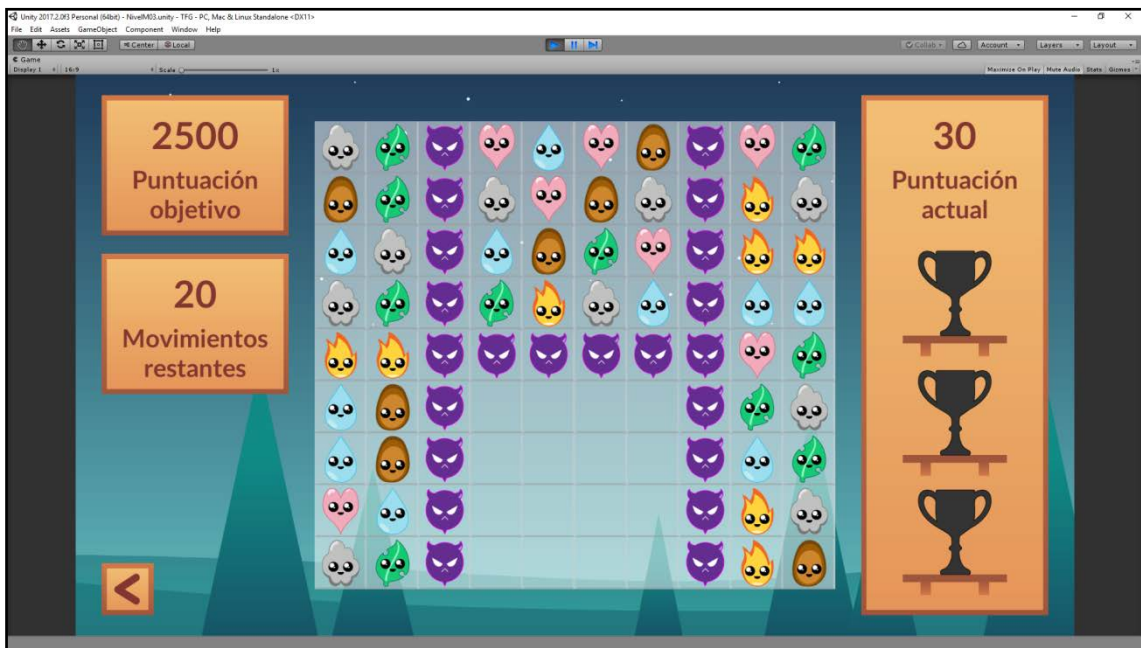 Unity 2017.2.0f3 Personal (64bit) - NivelM03.unity - TFG - PC, Mac & Linux Standalone <DX11>
File Edit Assets GameObject Component Window Help
Center Local
Collab Account Layers Layout
Game
Display 1 16:9 Scale 1x Maximize On Play Mute Audio Stats Gizmos
2500
Puntuación
objetivo
20
Movimientos
restantes
30
Puntuación
actual